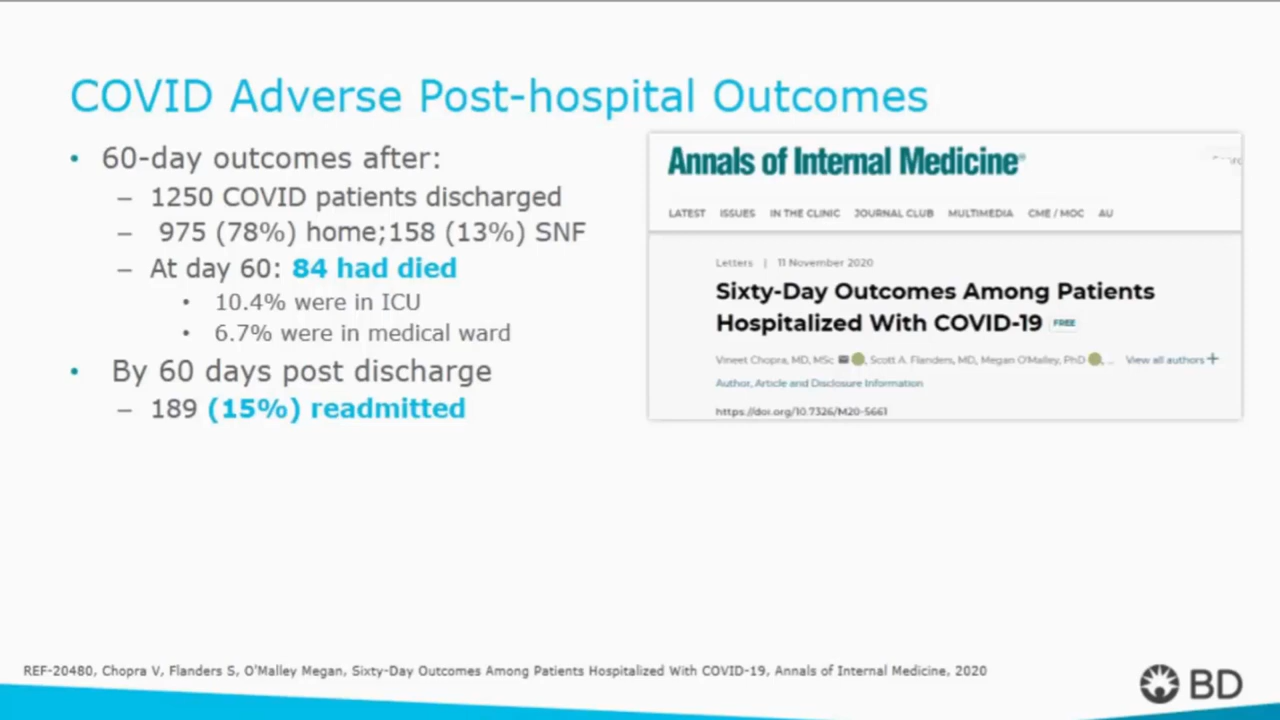 COVID Adverse Post-hospital Outcomes
• 60-day outcomes after:
– 1250 COVID patients discharged
– 975 (78%) home;158 (13%) SNF
– At day 60: 84 had died
• 10.4% were in ICU
• 6.7% were in medical ward
• By 60 days post discharge
– 189 (15%) readmitted
Annals of Internal Medicine®
LATEST ISSUES IN THE CLINIC JOURNAL CLUB MULTIMEDIA CME / MOC AU
Letters | 11 November 2020
Sixty-Day Outcomes Among Patients
Hospitalized With COVID-19 FREE
Vineet Chopra, MD, MSc , Scott A. Flanders, MD, Megan O'Malley, PhD , ... View all authors +
Author, Article and Disclosure Information
https://doi.org/10.7326/M20-5661
REF-20480, Chopra V, Flanders S, O'Malley Megan, Sixty-Day Outcomes Among Patients Hospitalized With COVID-19, Annals of Internal Medicine, 2020
BD